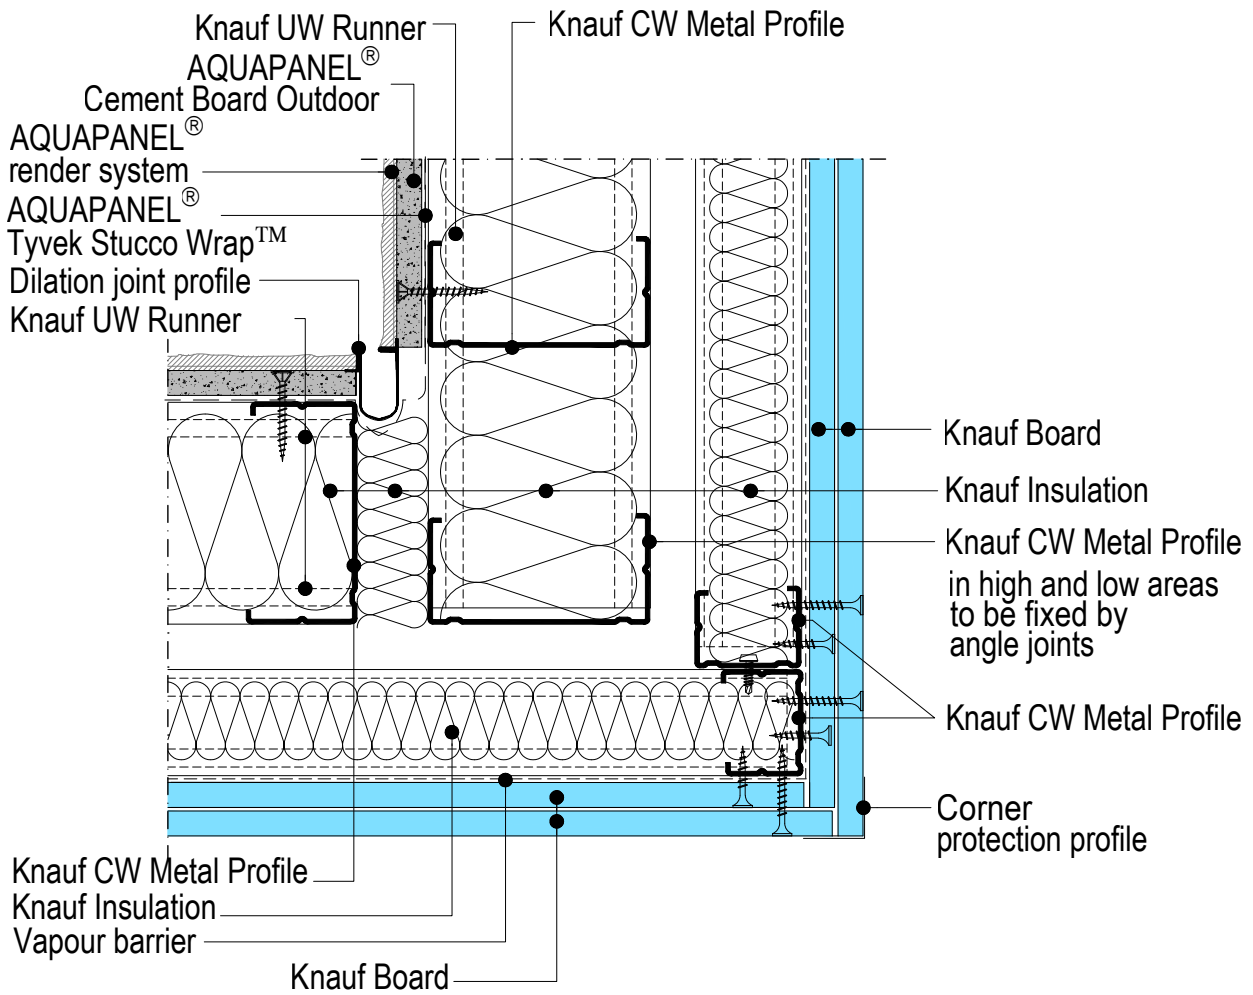 Knauf UW Runner
Knauf CW Metal Profile
AQUAPANEL®
Cement Board Outdoor
AQUAPANEL®
render system
AQUAPANEL®
Tyvek Stucco Wrap™
Dilation joint profile
Knauf UW Runner
Knauf Board
Knauf Insulation
Knauf CW Metal Profile
in high and low areas
to be fixed by
angle joints
Knauf CW Metal Profile
Corner
protection profile
Knauf CW Metal Profile
Knauf Insulation
Vapour barrier
Knauf Board